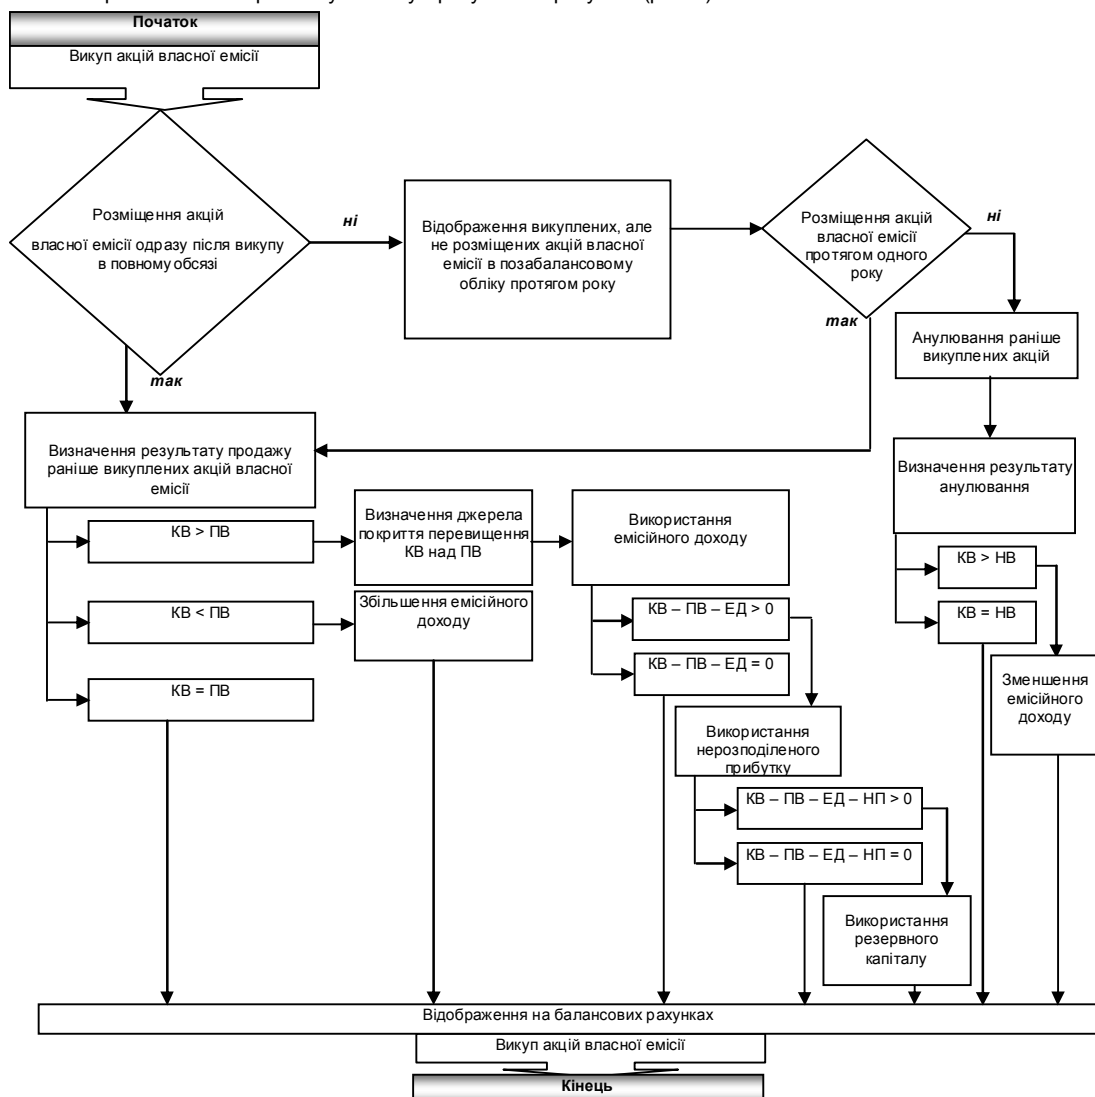 Початок
Викуп акцій власної емісії
Розміщення акцій
власної емісії одразу після викупу
в повному обсязі
ні
Відображення викуплених, але
не розміщених акцій власної
емісії в позабалансовому
обліку протягом року
Розміщення акцій
власної емісії
протягом одного
року
ні
так
Анулювання раніше
викуплених акцій
так
Визначення результату продажу
раніше викуплених акцій власної
емісії
Визначення результату
анулювання
КВ > ПВ
Визначення джерела
покриття перевищення
КВ над ПВ
Використання
емісійного доходу
КВ > НВ
КВ < ПВ
Збільшення емісійного
доходу
КВ – ПВ – ЕД > 0
КВ = НВ
КВ – ПВ – ЕД = 0
КВ = ПВ
Зменшення
емісійного
доходу
Використання
нерозподіленого
прибутку
КВ – ПВ – ЕД – НП > 0
КВ – ПВ – ЕД – НП = 0
Використання
резервного
капіталу
Відображення на балансових рахунках
Викуп акцій власної емісії
Кінець